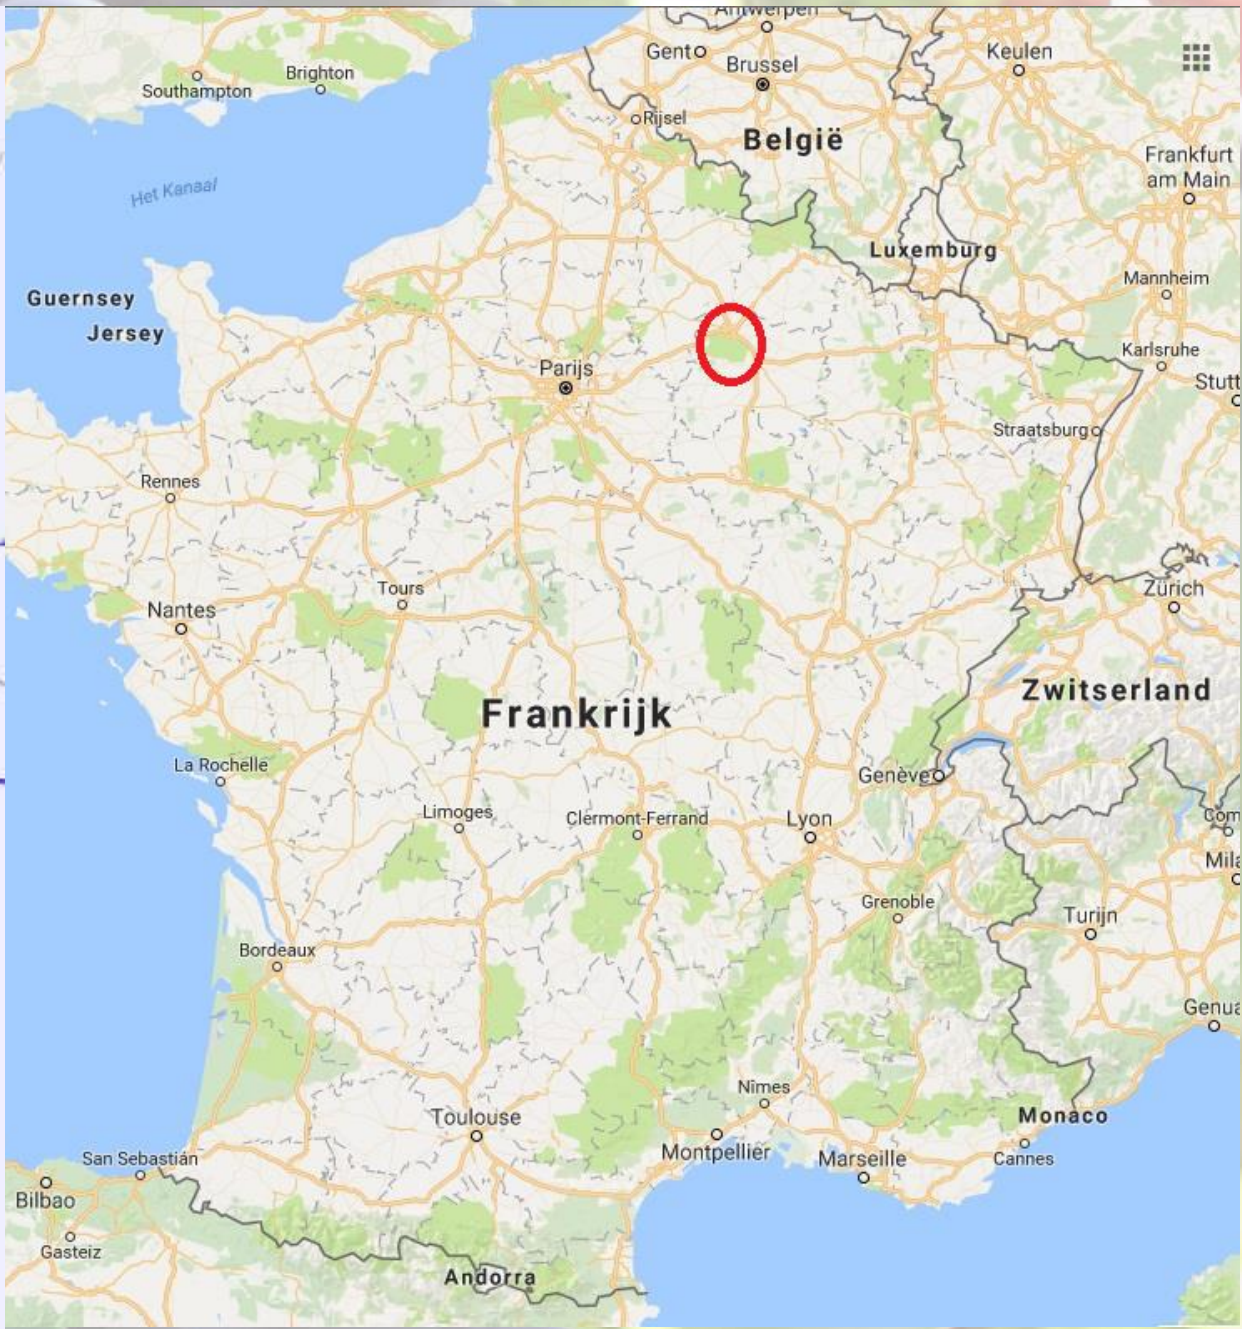 Antwerpen
Gent
Brussel
Keulen
Southampton
Brighton
Rijsel
België
Frankfurt
am Main
Het Kanaal
Luxemburg
Mannheim
Guernsey
Jersey
Karlsruhe
Parijs
Stutt
Straatsburg
Rennes
Tours
Zürich
Nantes
Zwitserland
Frankrijk
La Rochelle
Genève
Limoges
Clermont-Ferrand
Lyon
Com
Mila
Grenoble
Turijn
Bordeaux
Genua
Nîmes
Toulouse
Monaco
Montpellier
Marseille
Cannes
San Sebastián
Bilbao
Gasteiz
Andorra